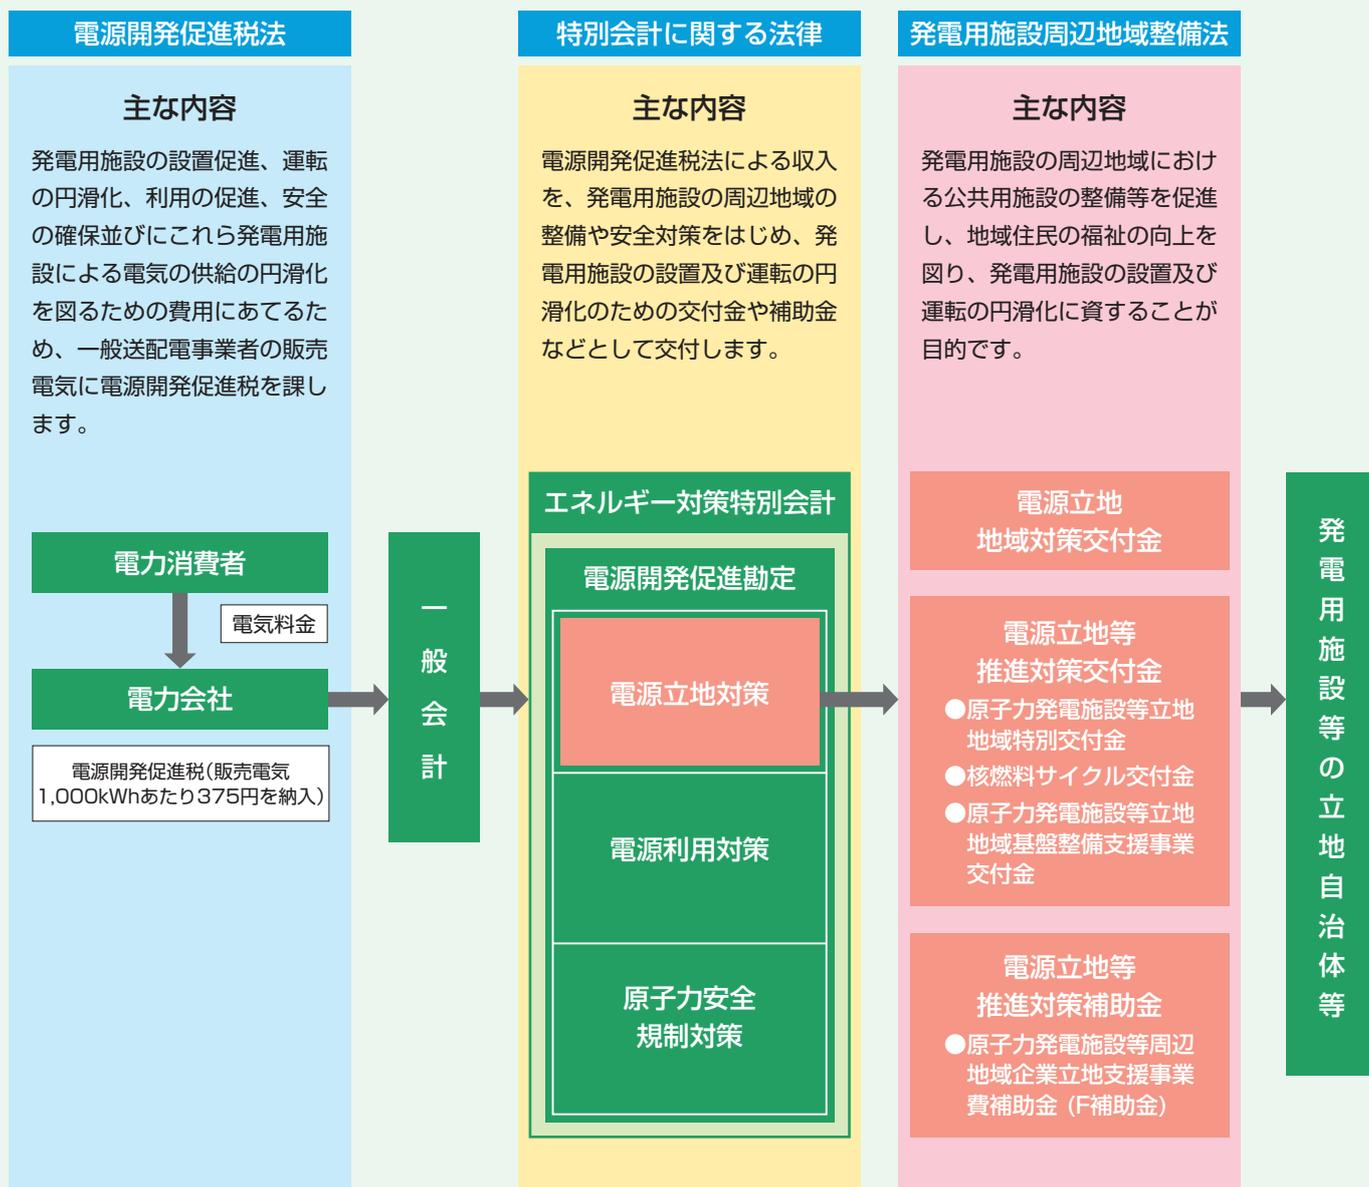 電源開発促進税法
主な内容
発電用施設の設置促進、運転
の円滑化、利用の促進、安全
の確保並びにこれら発電用施
設による電気の供給の円滑化
を図るための費用にあてるた
め、一般送配電事業者の販売
電気に電源開発促進税を課し
ます。
電力消費者
電気料金
電力会社
電源開発促進税(販売電気
1,000kWhあたり375円を納入)
一般会計
特別会計に関する法律
主な内容
電源開発促進税法による収入
を、発電用施設の周辺地域の
整備や安全対策をはじめ、発
電用施設の設置及び運転の円
滑化のための交付金や補助金
などとして交付します。
エネルギー対策特別会計
電源開発促進勘定
電源立地対策
電源利用対策
原子力安全
規制対策
発電用施設周辺地域整備法
主な内容
発電用施設の周辺地域におけ
る公共用施設の整備等を促進
し、地域住民の福祉の向上を
図り、発電用施設の設置及び
運転の円滑化に資することが
目的です。
電源立地
地域対策交付金
電源立地等
推進対策交付金
●原子力発電施設等立地
地域特別交付金
●核燃料サイクル交付金
●原子力発電施設等立地
地域基盤整備支援事業
交付金
電源立地等
推進対策補助金
●原子力発電施設等周辺
地域企業立地支援事業
費補助金 (F補助金)
発電用施設等の立地自治体等